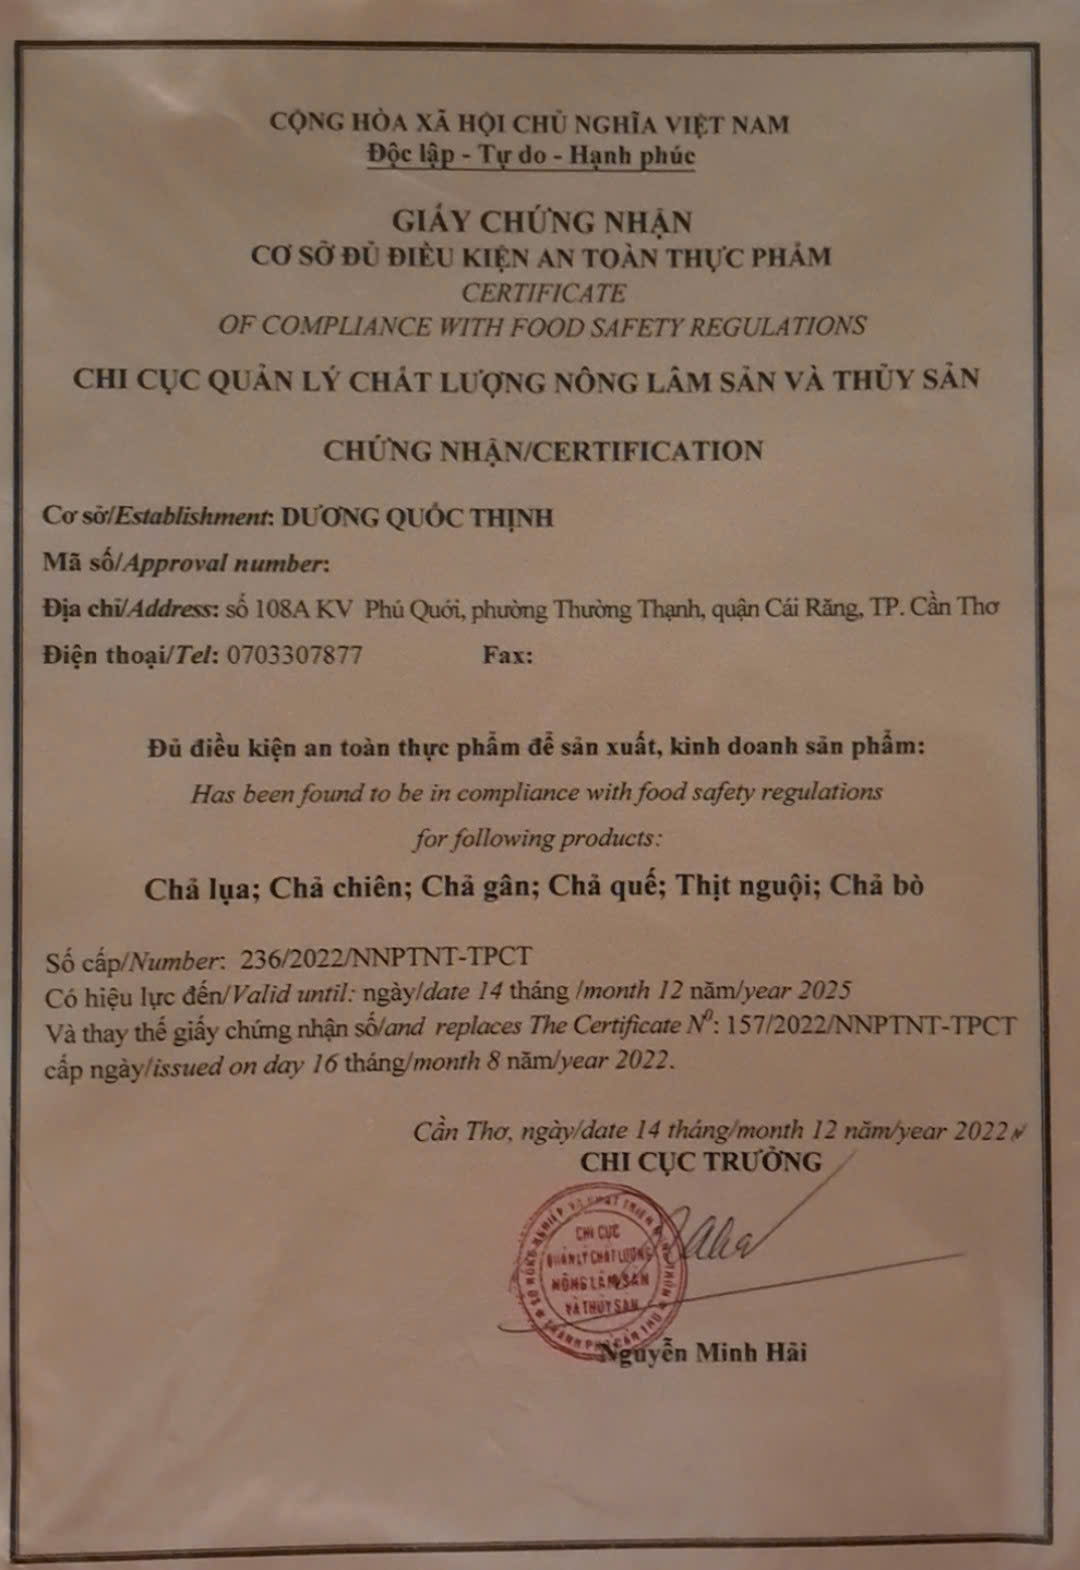 CỘNG HÒA XÃ HỘI CHỦ NGHĨA VIỆT NAM
Độc lập - Tự do - Hạnh phúc
GIẤY CHỨNG NHẬN
CƠ SỞ ĐỦ ĐIỀU KIỆN AN TOÀN THỰC PHẨM
CERTIFICATE
OF COMPLIANCE WITH FOOD SAFETY REGULATIONS
CHI CỤC QUẢN LÝ CHẤT LƯỢNG NÔNG LÂM SẢN VÀ THỦY SẢN
CHỨNG NHẬN/CERTIFICATION
Cơ sở/Establishment: DƯƠNG QUỐC THỊNH
Mã số/Approval number:
Địa chỉ/Address: số 108A KV Phú Quới, phường Thường Thạnh, quận Cái Răng, TP. Cần Thơ
Điện thoại/Tel: 0703307877 Fax:
Đủ điều kiện an toàn thực phẩm để sản xuất, kinh doanh sản phẩm:
Has been found to be in compliance with food safety regulations
for following products:
Chả lụa; Chả chiên; Chả gân; Chả quế; Thịt nguội; Chả bò
Số cấp/Number: 236/2022/NNPTNT-TPCT
Có hiệu lực đến/Valid until: ngày/date 14 tháng /month 12 năm/year 2025
Và thay thế giấy chứng nhận số/and replaces The Certificate N⁰: 157/2022/NNPTNT-TPCT
cấp ngày/issued on day 16 tháng/month 8 năm/year 2022.
Cần Thơ, ngày/date 14 tháng/month 12 năm/year 2022
CHI CỤC TRƯỞNG
CHI CỤC
QUẢN LÝ CHẤT LƯỢNG
NÔNG LÂM SẢN
VÀ THỦY SẢN
Nguyễn Minh Hải